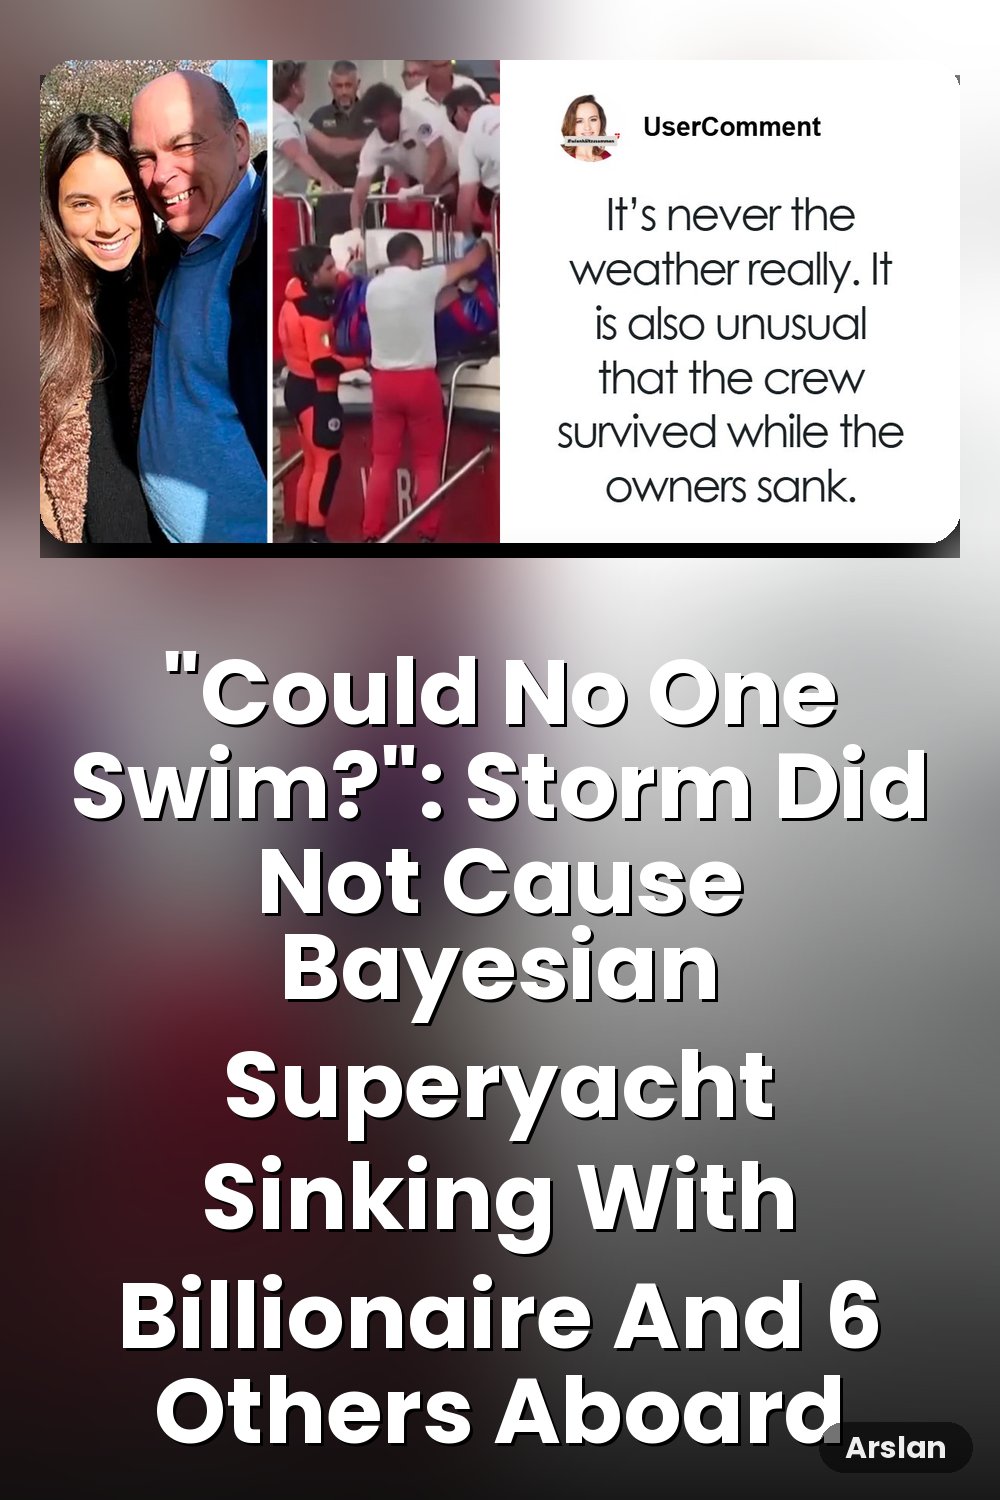 UserComment
It's never the
weather really. It
is also unusual
that the crew
survived while the
owners sank.
"Could No One
Swim?": Storm Did
Not Cause
Bayesian
Superyacht
Sinking With
Billionaire And 6
Others Aboard
Arslan